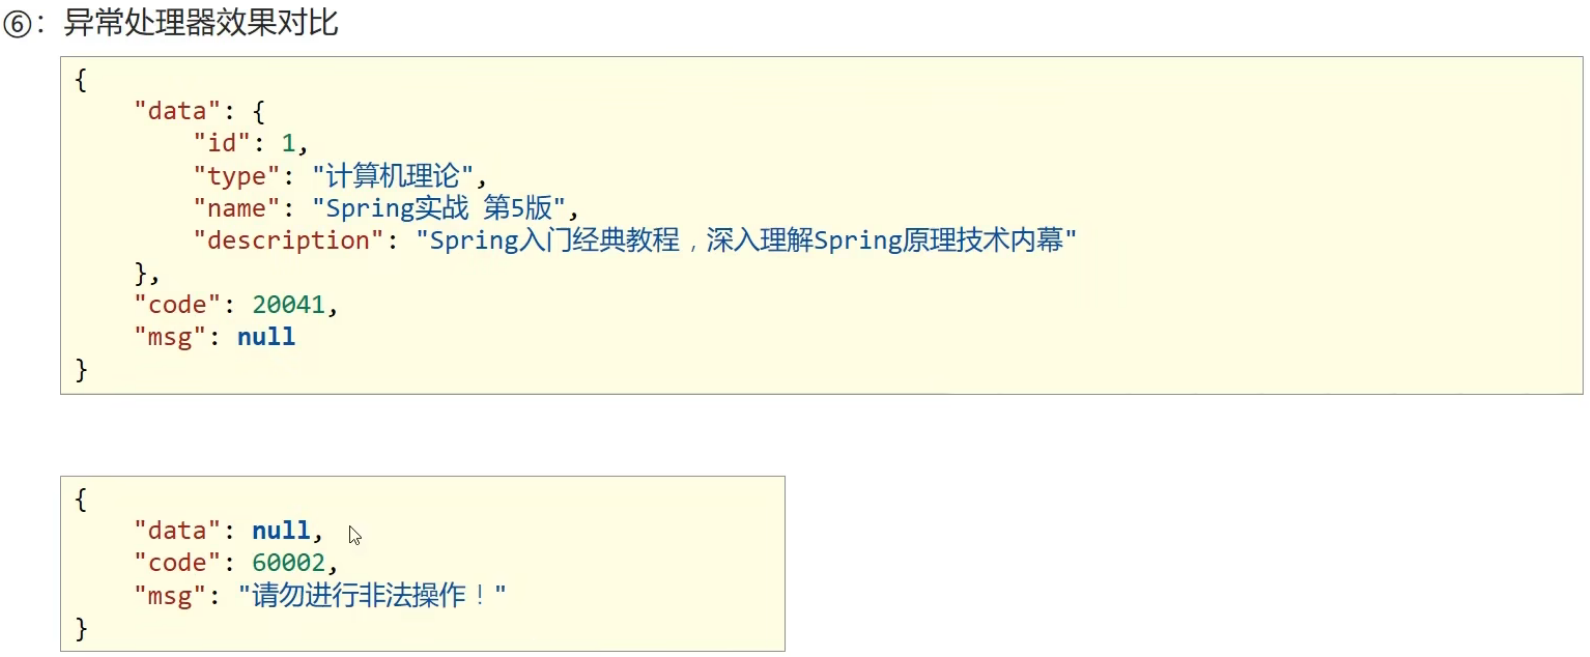 ⑥：异常处理器效果对比
{
    "data": {
        "id": 1,
        "type": "计算机理论",
        "name": "Spring实战 第5版",
        "description": "Spring入门经典教程，深入理解Spring原理技术内幕"
    },
    "code": 20041,
    "msg": null
}
{
    "data": null,
    "code": 60002,
    "msg": "请勿进行非法操作！"
}